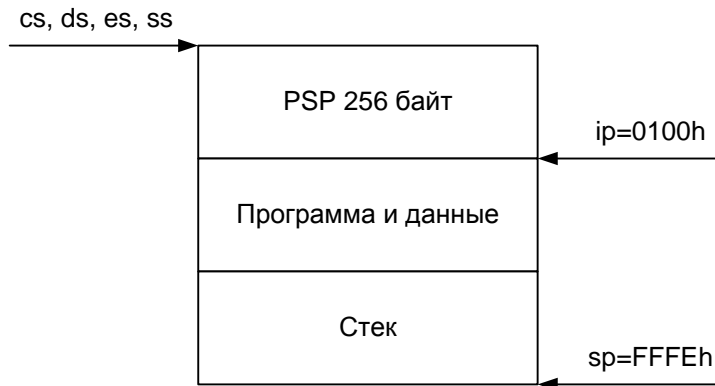 cs, ds, es, ss
PSP 256 байт
ip=0100h
Программа и данные
Стек
sp=FFFEh